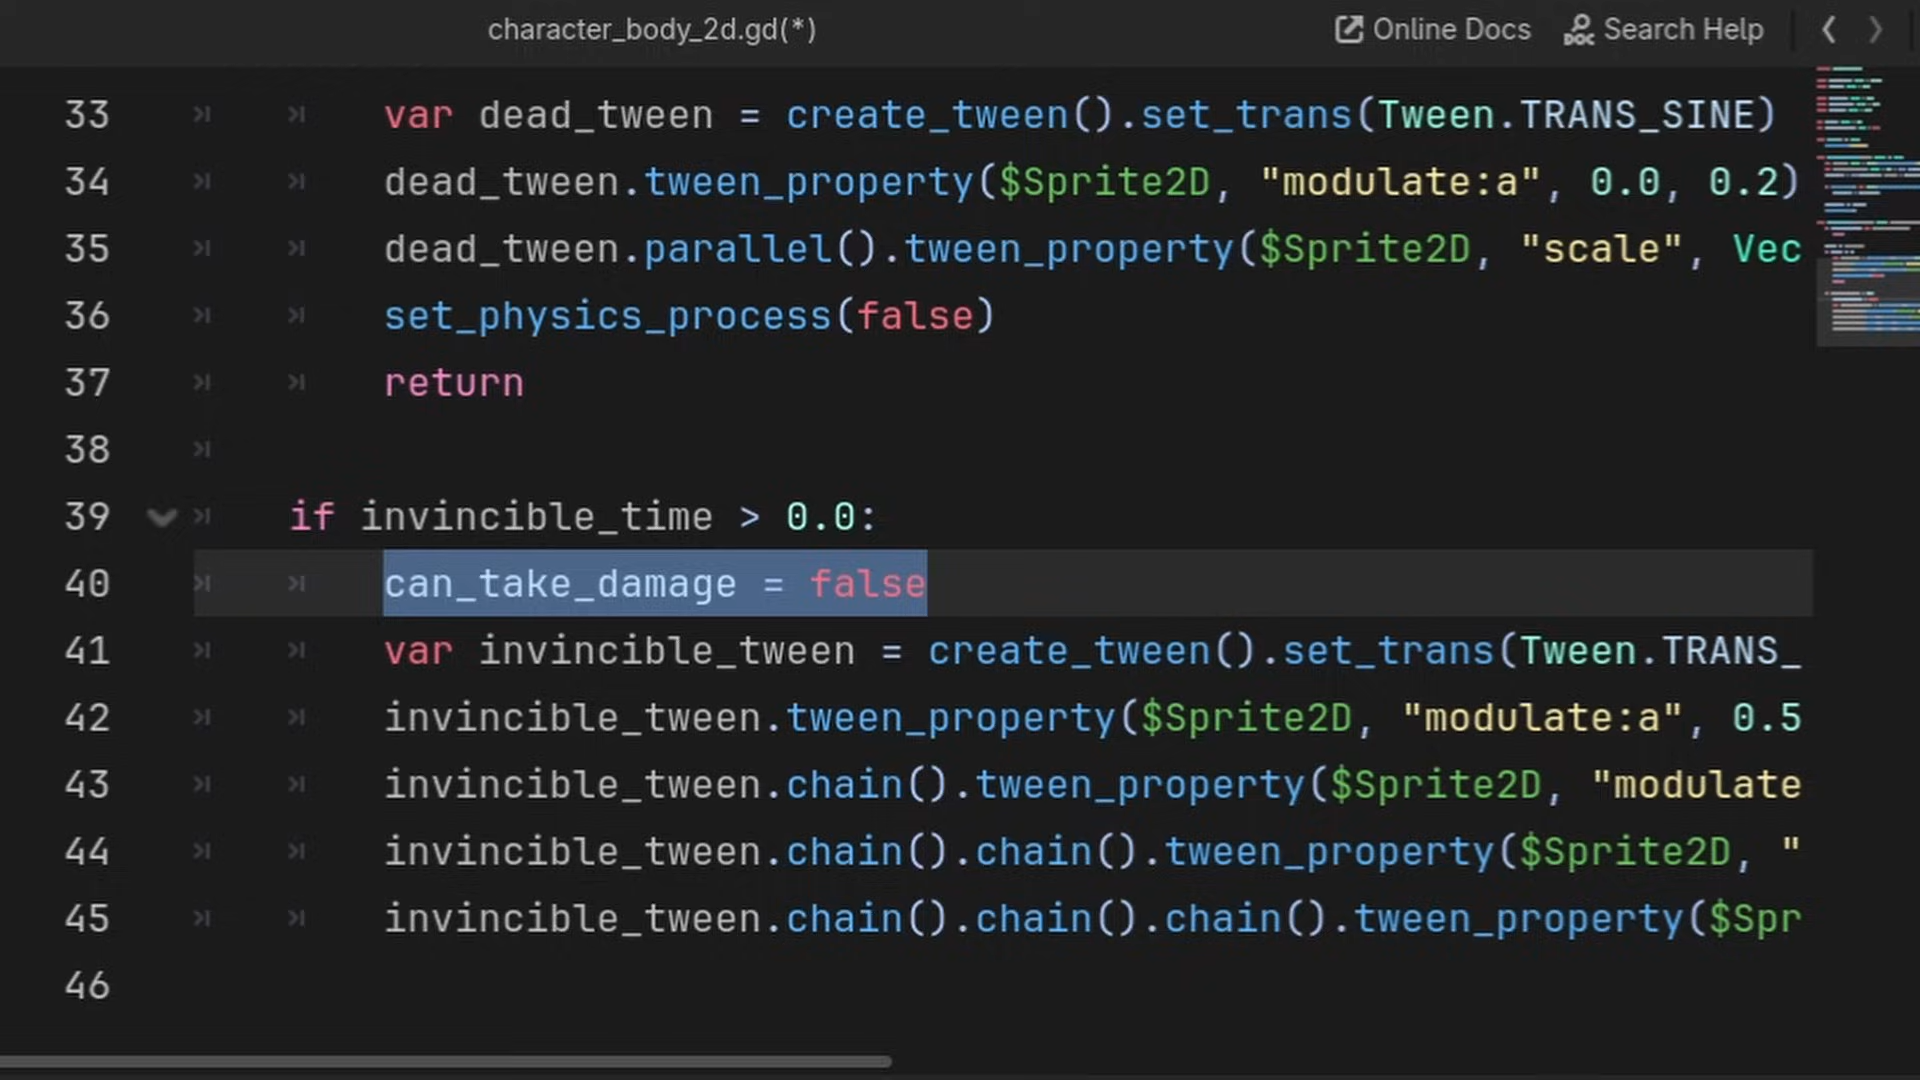 character_body_2d.gd(*)
Online Docs
Search Help
33 var dead_tween = create_tween().set_trans(Tween.TRANS_SINE)
34 dead_tween.tween_property($Sprite2D, "modulate:a", 0.0, 0.2)
35 dead_tween.parallel().tween_property($Sprite2D, "scale", Vec
36 set_physics_process(false)
37 return
38
39 if invincible_time > 0.0:
40 can_take_damage = false
41 var invincible_tween = create_tween().set_trans(Tween.TRANS_
42 invincible_tween.tween_property($Sprite2D, "modulate:a", 0.5
43 invincible_tween.chain().tween_property($Sprite2D, "modulate
44 invincible_tween.chain().chain().tween_property($Sprite2D, "
45 invincible_tween.chain().chain().chain().tween_property($Spr
46